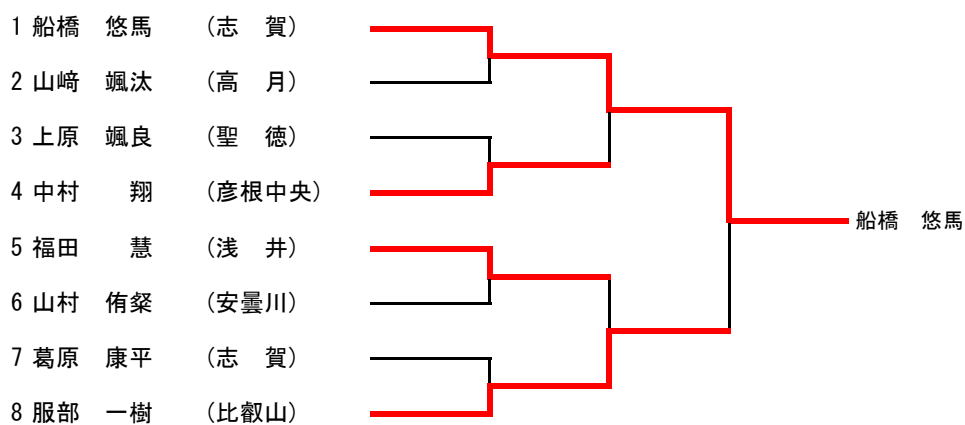 1 船橋　悠馬　（志　賀）
2 山﨑　颯汰　（高　月）
3 上原　颯良　（聖　徳）
4 中村　　翔　（彦根中央）
船橋　悠馬
5 福田　　慧　（浅　井）
6 山村　侑粲　（安曇川）
7 葛原　康平　（志　賀）
8 服部　一樹　（比叡山）